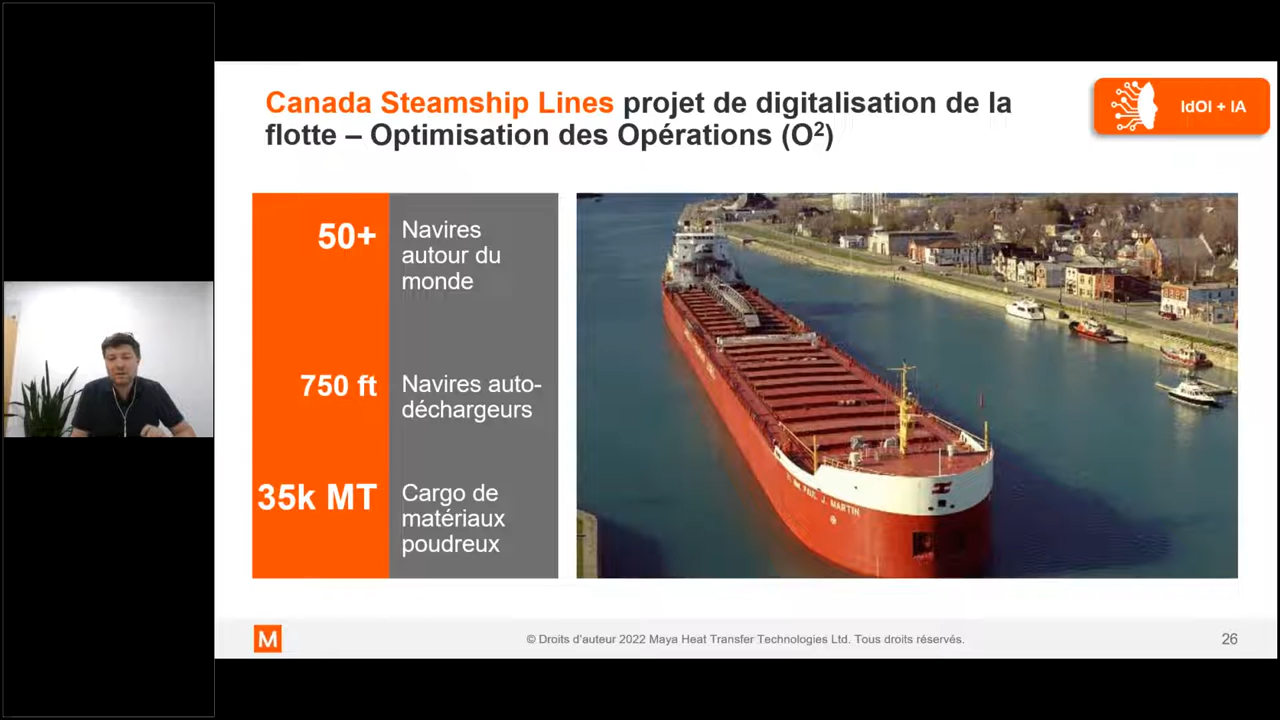 Canada Steamship Lines projet de digitalisation de la
flotte – Optimisation des Opérations (O²)
IdOI + IA
50+
Navires
autour du
monde
750 ft
Navires auto-
déchargeurs
35k MT
Cargo de
matériaux
poudreux
PAUL J. MARTIN
M
© Droits d'auteur 2022 Maya Heat Transfer Technologies Ltd. Tous droits réservés.
26